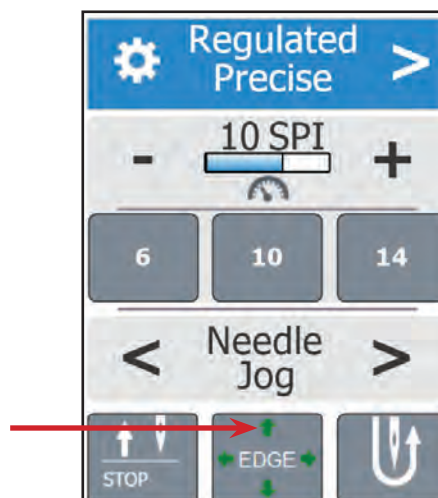 Regulated
Precise
>
- 10 SPI +
6 10 14
< Needle >
Jog
STOP
EDGE